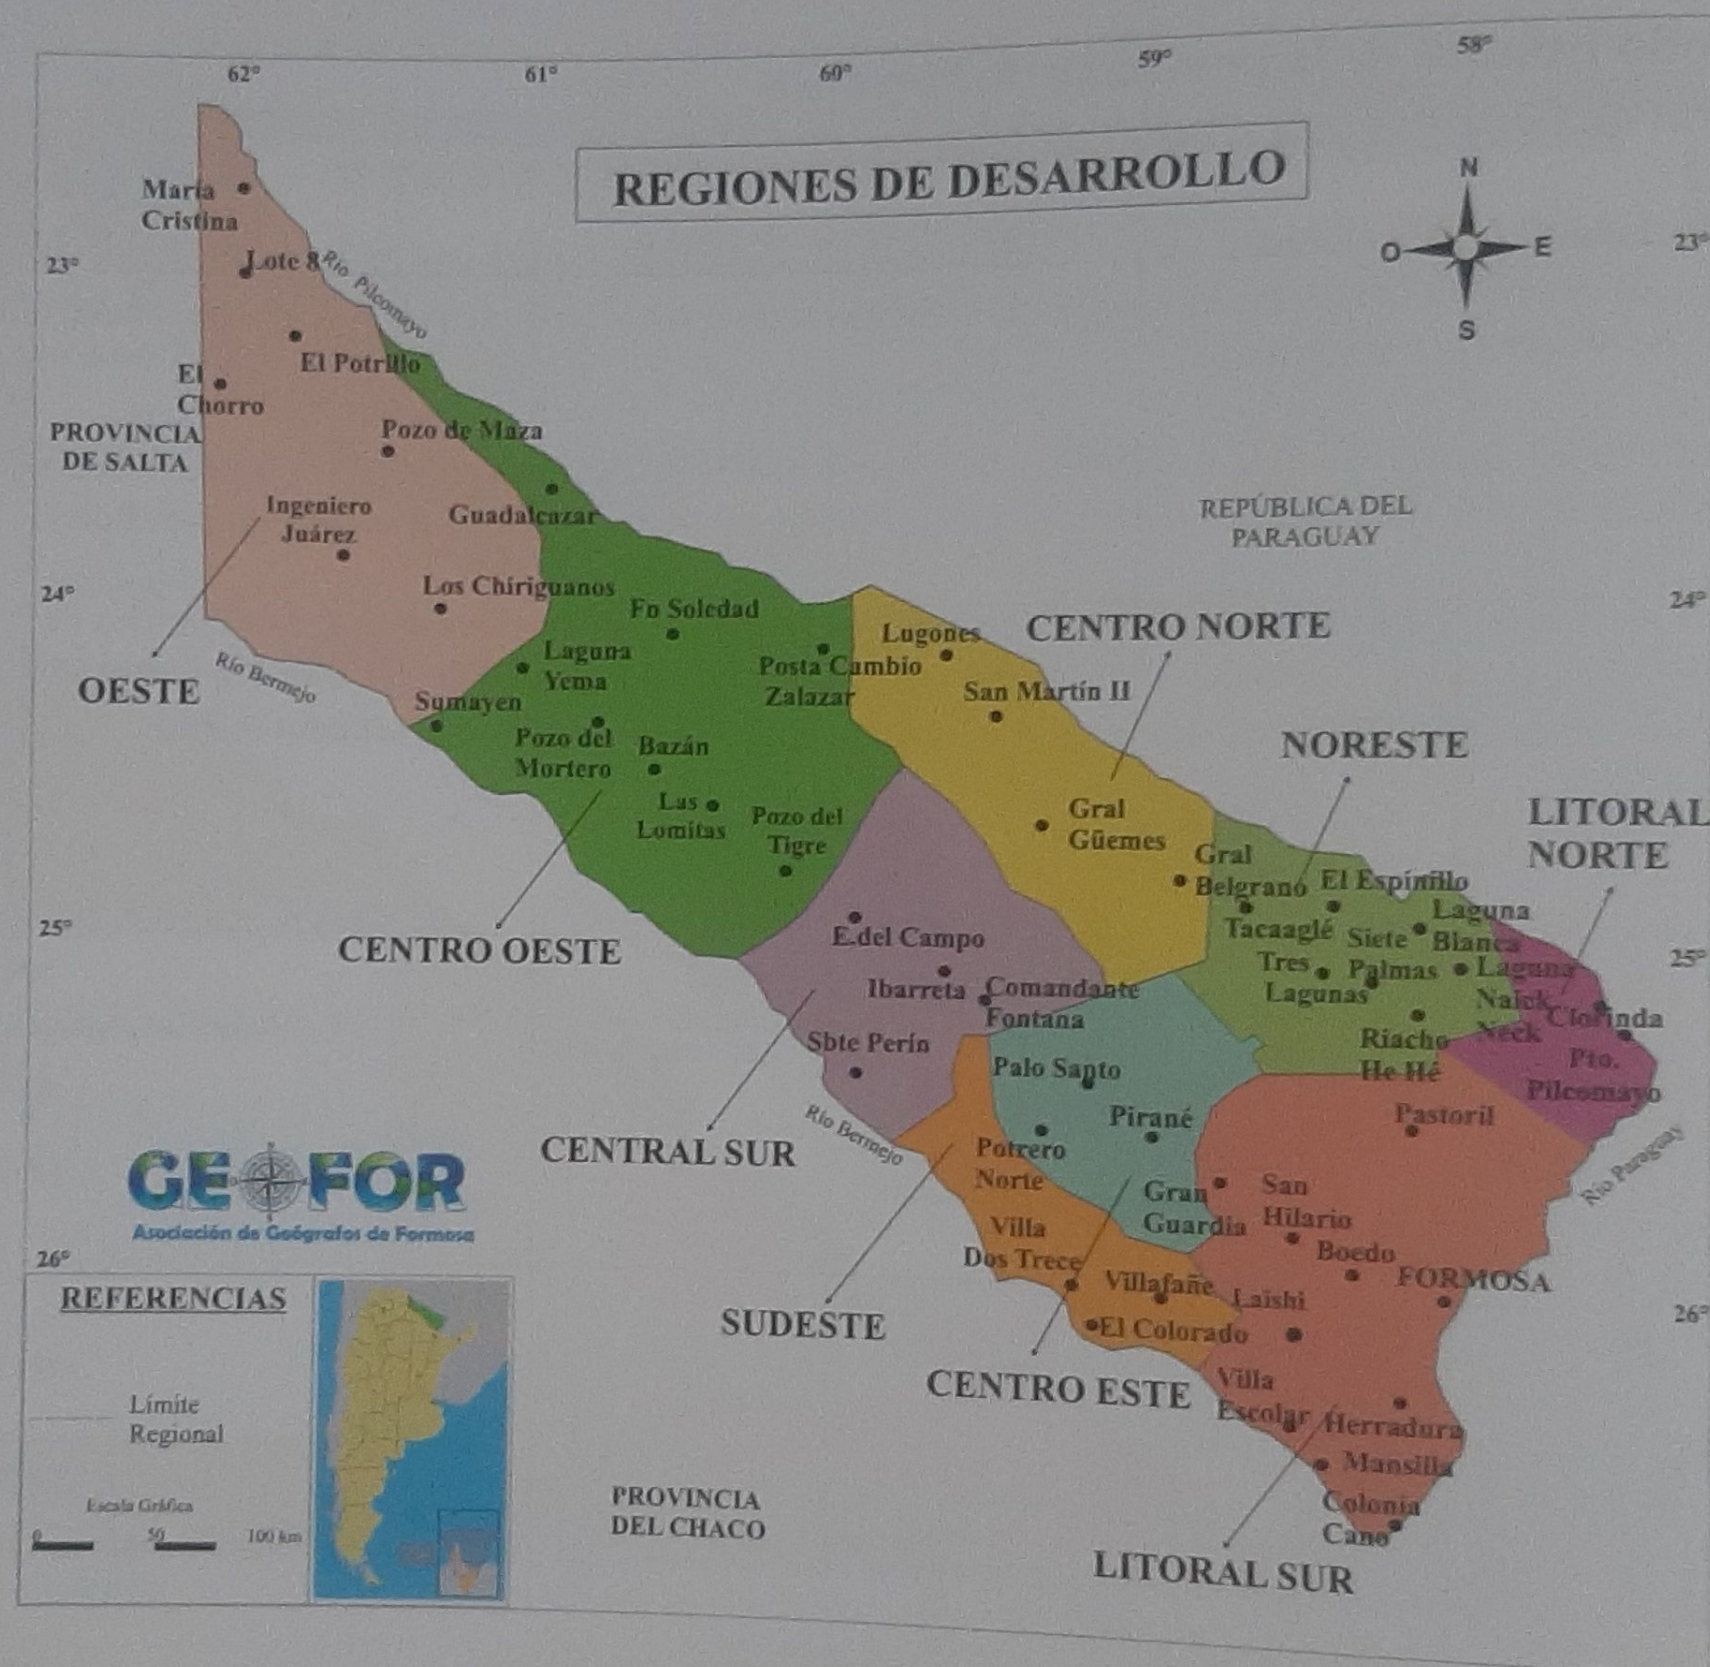 62°
61°
60°
59°
58°
REGIONES DE DESARROLLO
N
O
E
S
María
Cristina
23°
23°
Lote 8
Río Pilcomayo
El Potrillo
El
Chorro
PROVINCIA
DE SALTA
Pozo de Maza
Ingeniero
Juárez
Guadalcazar
REPÚBLICA DEL
PARAGUAY
24°
24°
Los Chiriguanos
Fn Soledad
Lugones
CENTRO NORTE
Laguna
Yema
Posta Cambio
Zalazar
OESTE
Río Bermejo
Sumayen
San Martín II
Pozo del
Mortero
Bazán
NORESTE
Las
Lomitas
Pozo del
Tigre
Gral
Güemes
LITORAL
NORTE
Gral
Belgrano
El Espinillo
25°
25°
CENTRO OESTE
E.del Campo
Tacaaglé
Siete
Palmas
Laguna
Blanca
Tres
Lagunas
Laguna
Naick
Neck
Ibarreta
Comandante
Fontana
Clorinda
Riacho
He Hé
Sbte Perín
Palo Santo
Pto.
Pilcomayo
Pirané
Pastoril
CENTRAL SUR
Río Bermejo
Potrero
Norte
Río Paraguay
GEOFOR
Asociación de Geógrafos de Formosa
Gran
Guardia
San
Hilario
Villa
Dos Trece
Boedo
26°
26°
REFERENCIAS
Villafañe
Laishi
FORMOSA
SUDESTE
El Colorado
CENTRO ESTE
Villa
Escolar
Herradura
Límite
Regional
Mansilla
Escala Gráfica
0
50
100 km
PROVINCIA
DEL CHACO
Colonia
Cano
LITORAL SUR